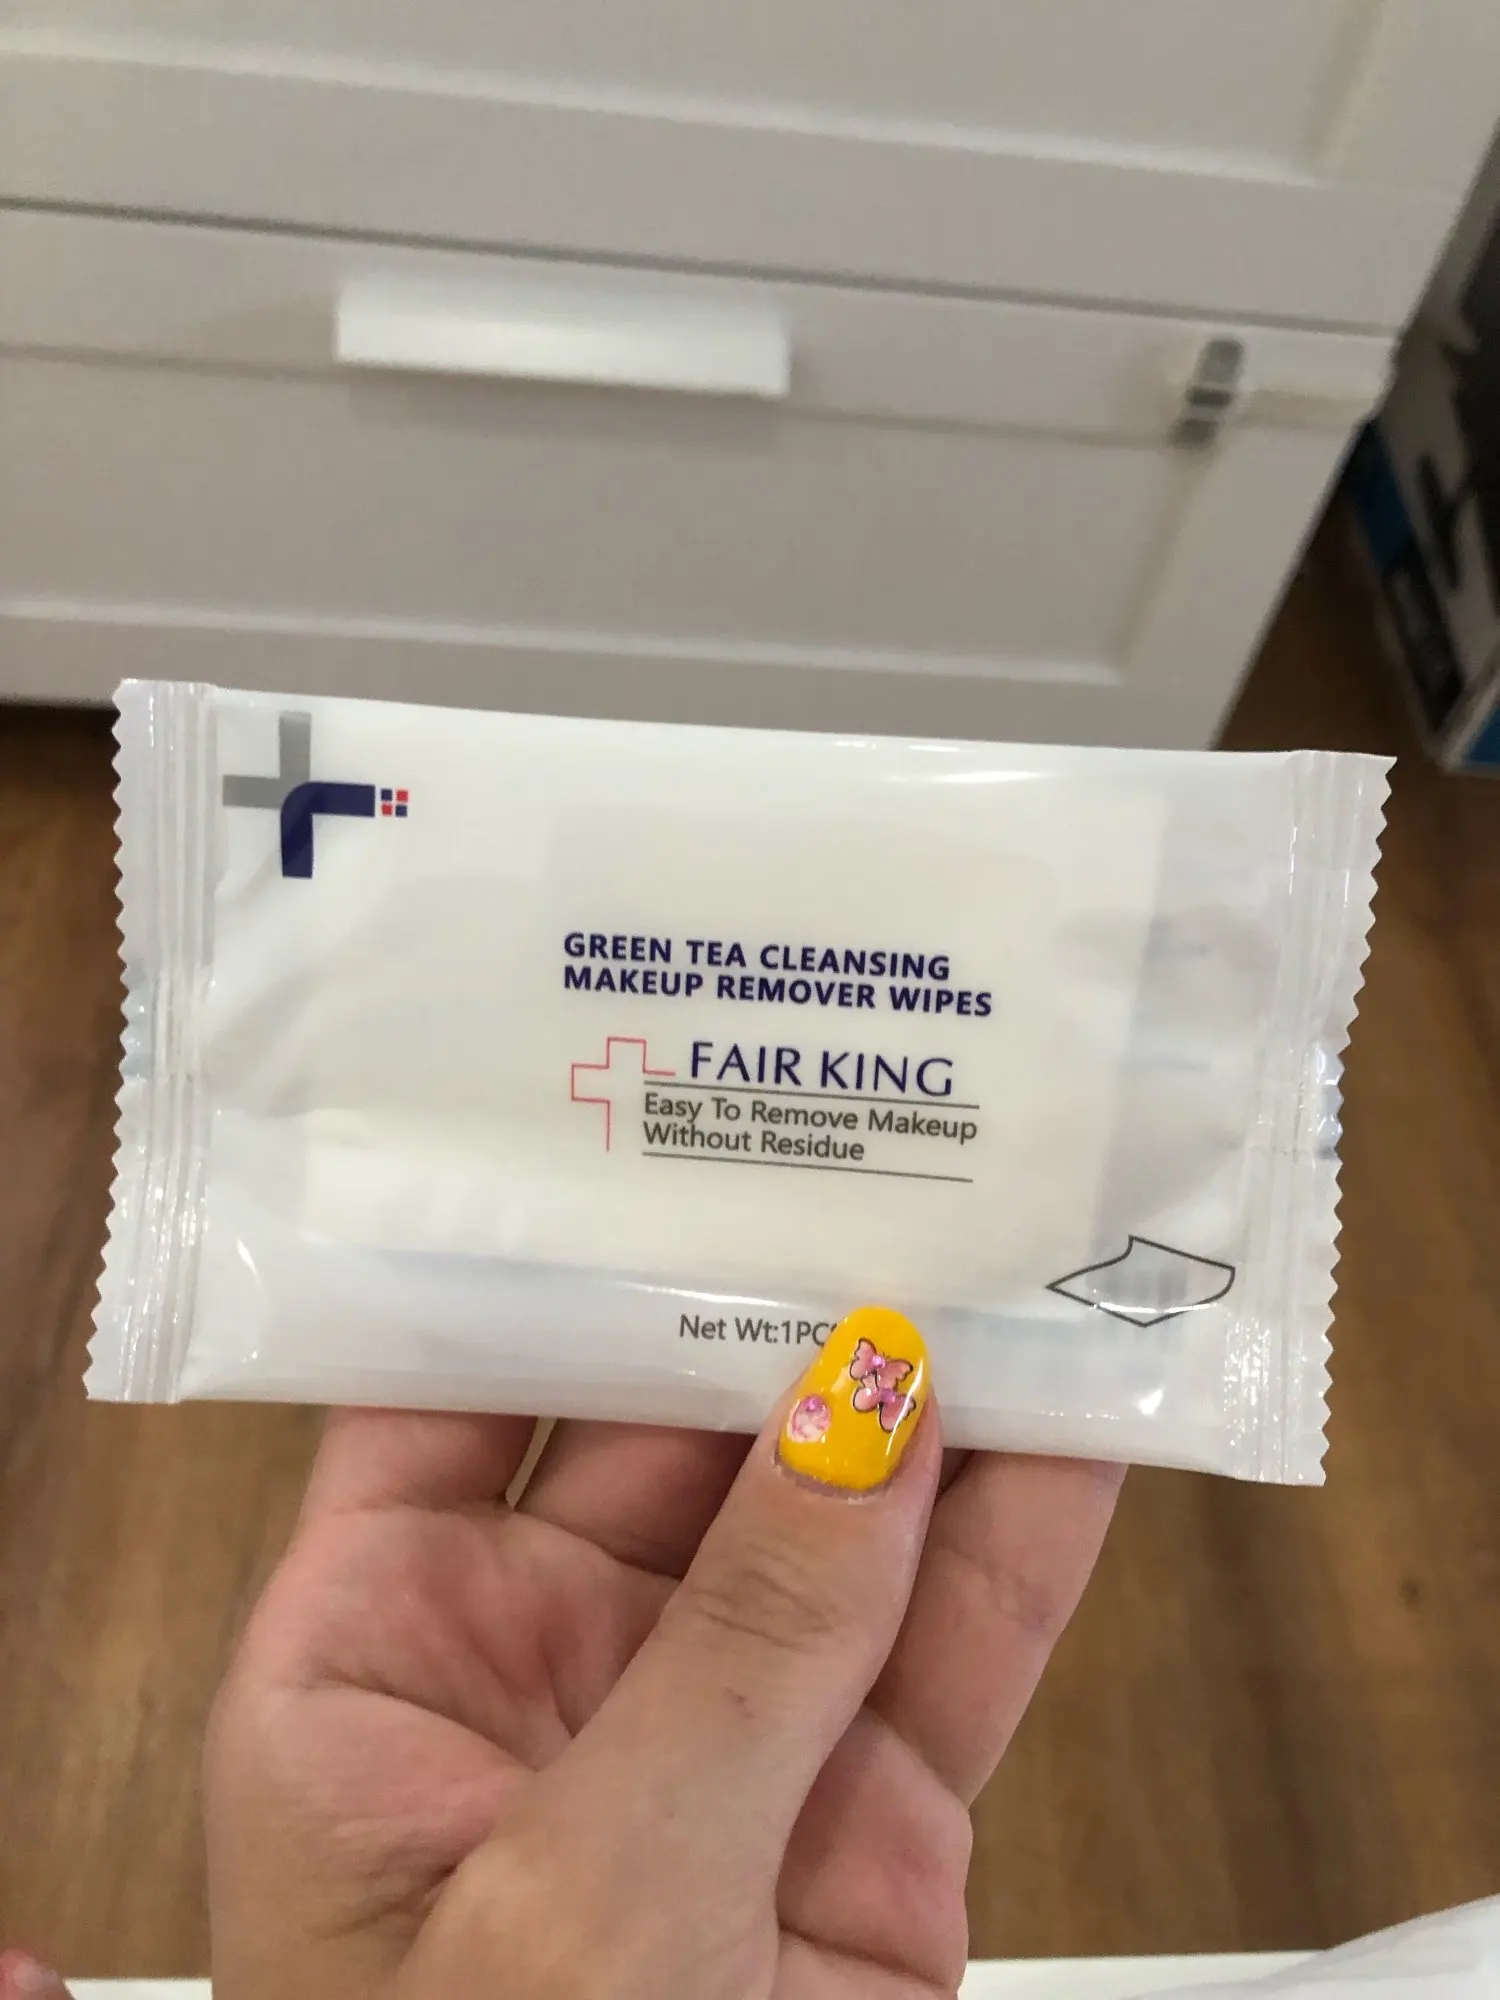 GREEN TEA CLEANSING
MAKEUP REMOVER WIPES
FAIR KING
Easy To Remove Makeup
Without Residue
Net Wt:1PC